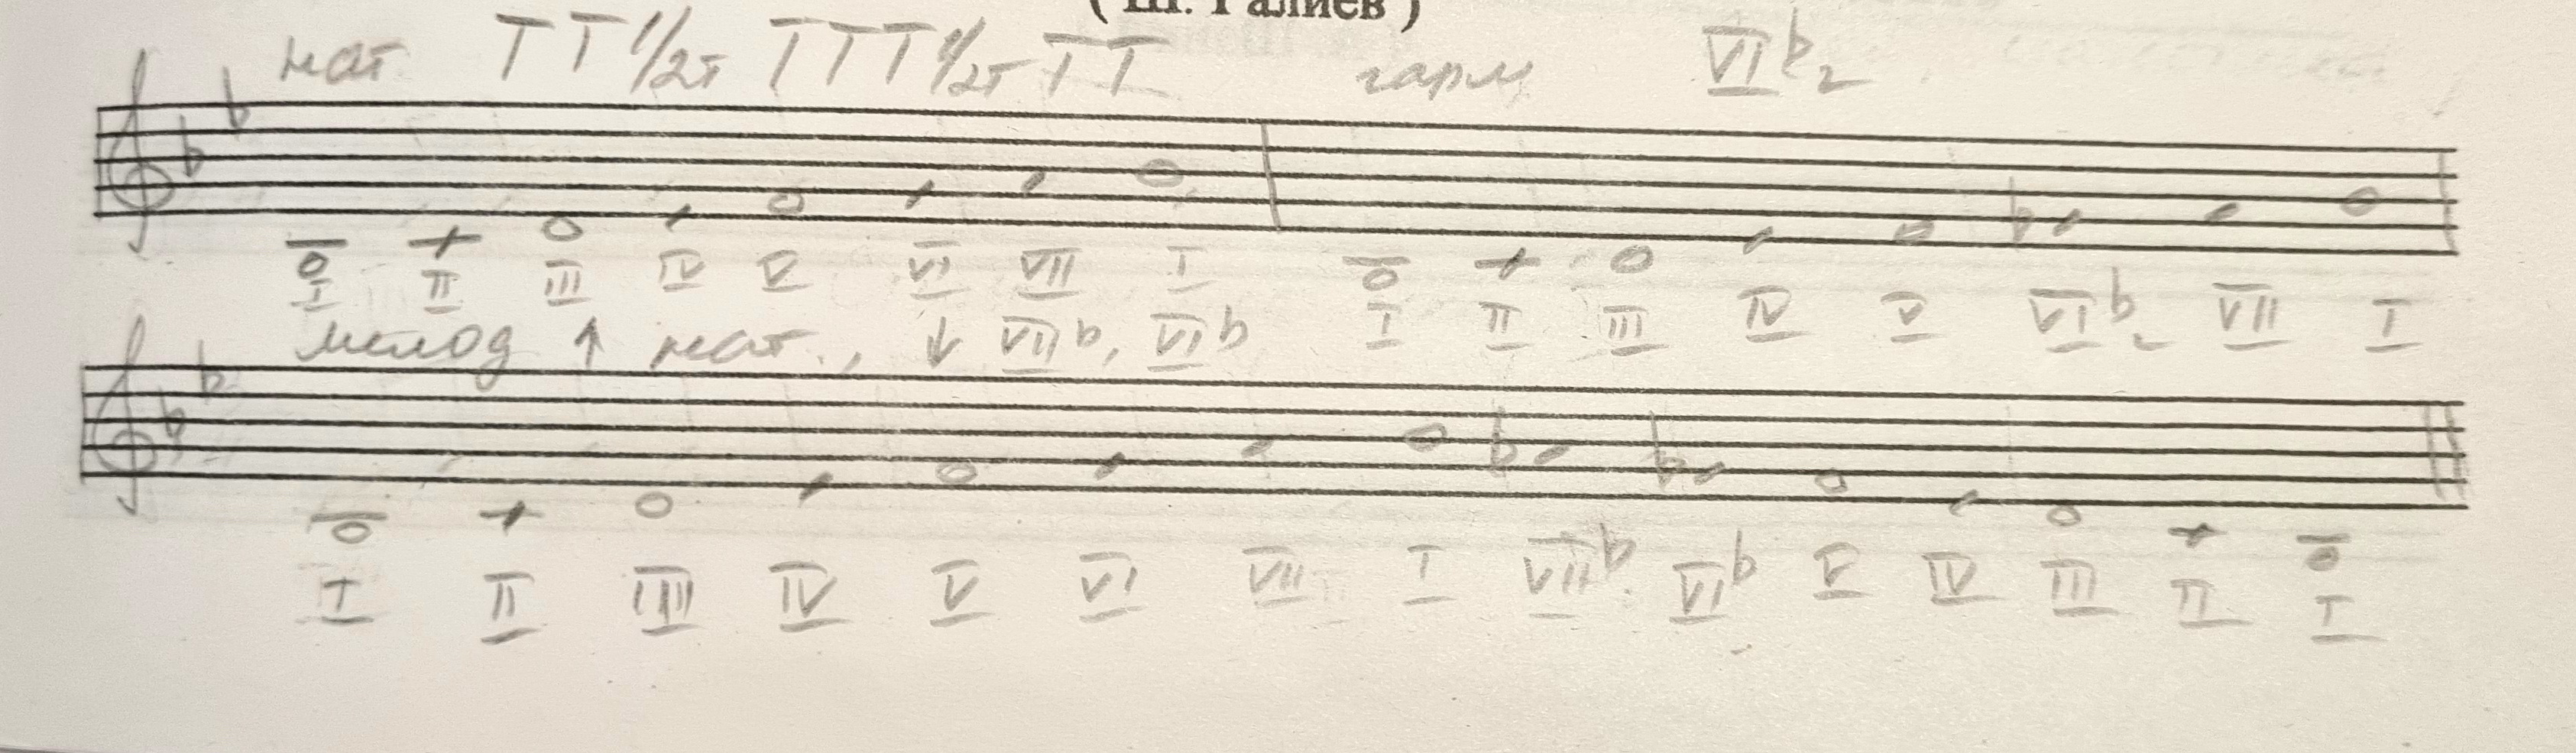 ( Ш. Галиев )
нат T T 1/2т T T T 1/2т T T гарм VI♭г
I II III IV V VI VII I I II III IV V VI♭г VII I
мелод ↑ нат., ↓ VII♭, VI♭
I II III IV V VI VII I VII♭ VI♭ V IV III II I